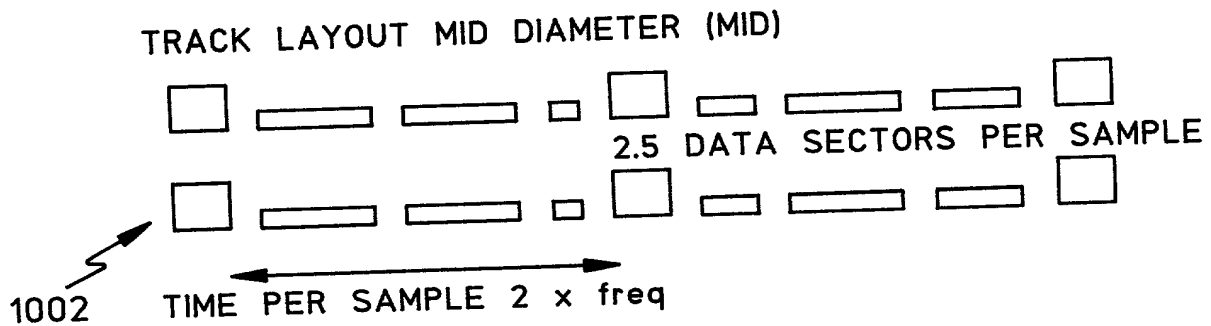 TRACK LAYOUT MID DIAMETER (MID)
2.5 DATA SECTORS PER SAMPLE
1002
TIME PER SAMPLE 2 x freq